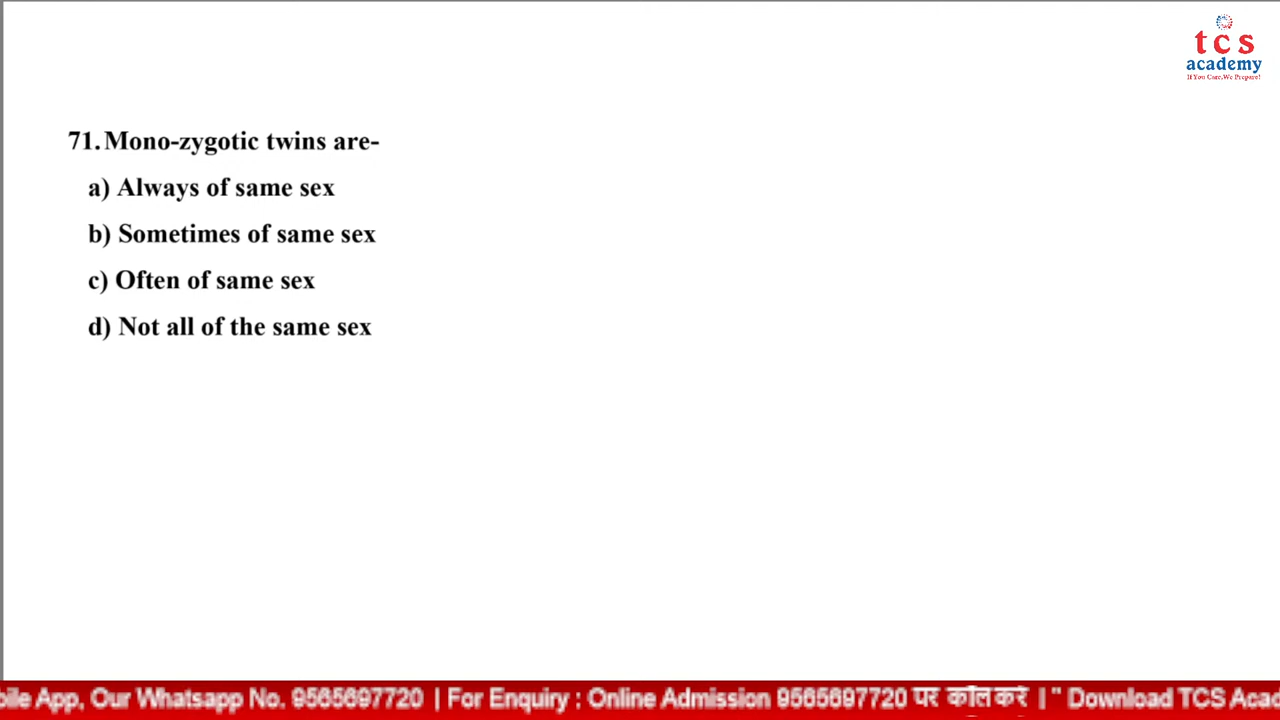 tcs
academy
If You Care,We Prepare!
71. Mono-zygotic twins are-
a) Always of same sex
b) Sometimes of same sex
c) Often of same sex
d) Not all of the same sex
bile App, Our Whatsapp No. 9565697720 | For Enquiry : Online Admission 9565697720 पर कॉल करे | " Download TCS Acad